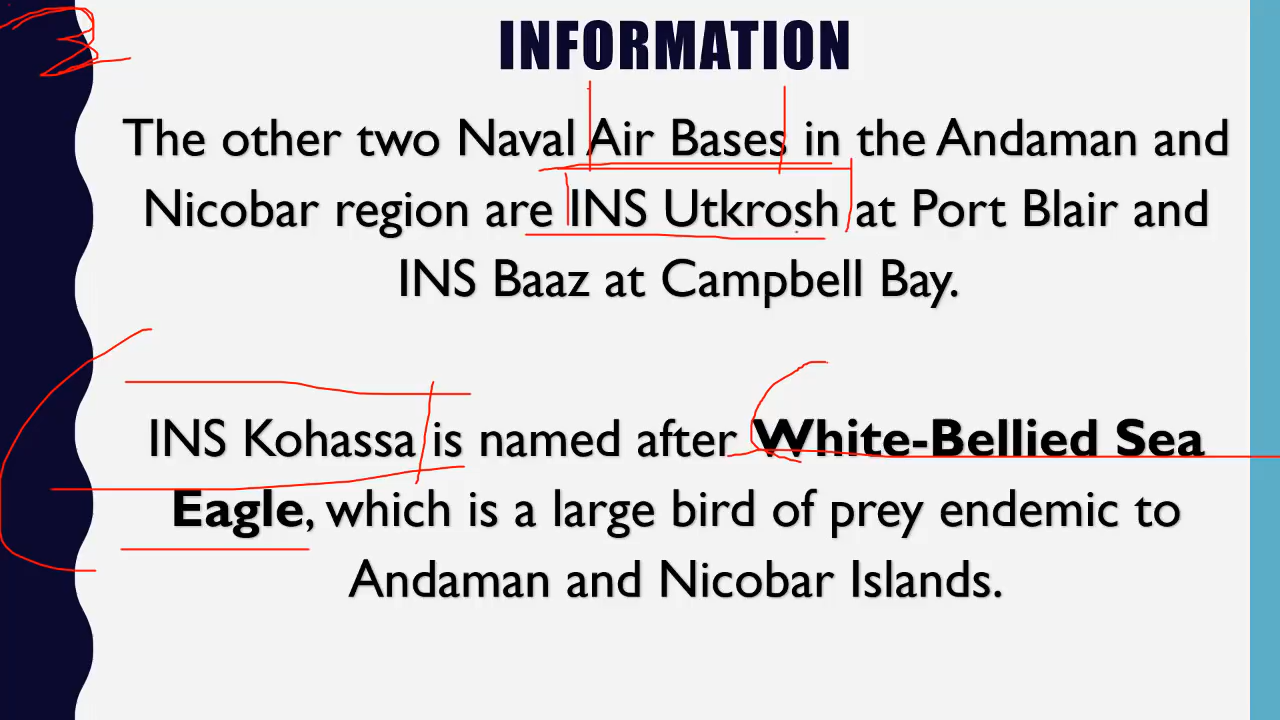 3
INFORMATION
The other two Naval Air Bases in the Andaman and
Nicobar region are INS Utkrosh at Port Blair and
INS Baaz at Campbell Bay.
INS Kohassa is named after White-Bellied Sea
Eagle, which is a large bird of prey endemic to
Andaman and Nicobar Islands.